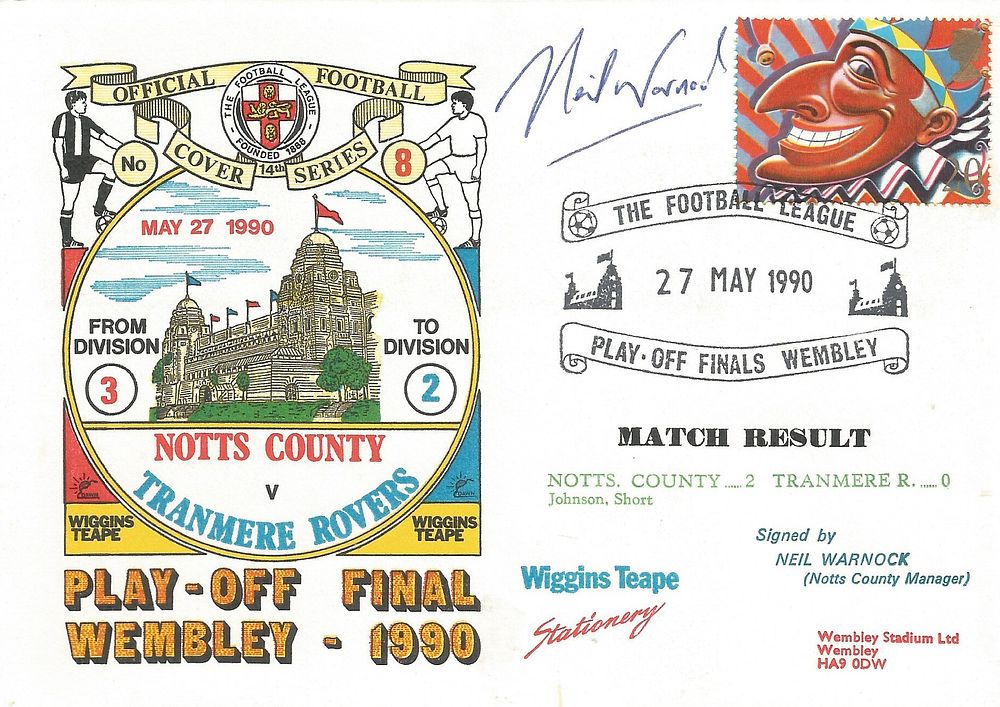 OFFICIAL FOOTBALL
THE FOOTBALL LEAGUE
FOUNDED 1888
No COVER 14th SERIES 8
MAY 27 1990
FROM DIVISION
3
TO DIVISION
2
NOTTS COUNTY
v
TRANMERE ROVERS
DAWN
DAWN
WIGGINS TEAPE
WIGGINS TEAPE
PLAY-OFF FINAL
WEMBLEY - 1990
Neil Warnock
20
THE FOOTBALL LEAGUE
27 MAY 1990
PLAY·OFF FINALS WEMBLEY
MATCH RESULT
NOTTS. COUNTY ..... 2 TRANMERE R. ..... 0
Johnson, Short
Signed by
NEIL WARNOCK
(Notts County Manager)
Wiggins Teape
Stationery
Wembley Stadium Ltd
Wembley
HA9 0DW